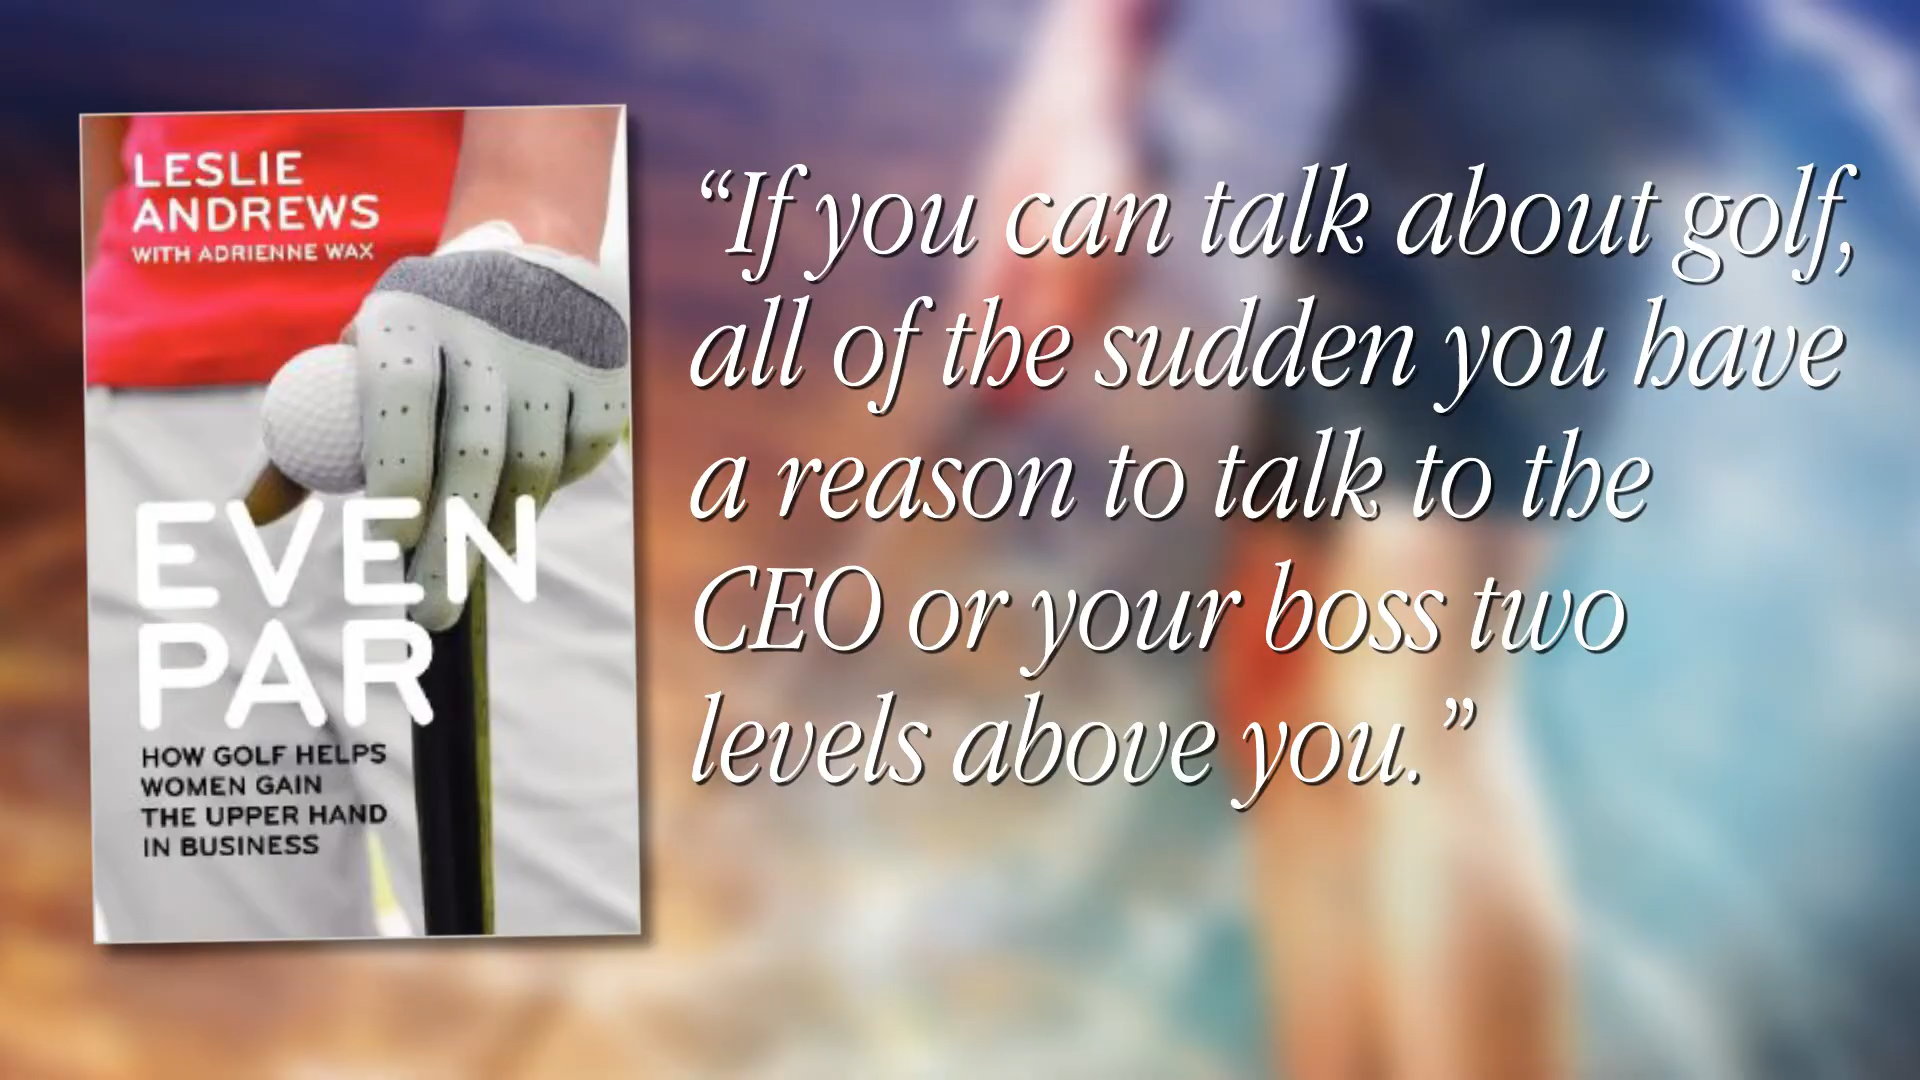 LESLIE
ANDREWS
WITH ADRIENNE WAX
EVEN
PAR
HOW GOLF HELPS
WOMEN GAIN
THE UPPER HAND
IN BUSINESS
“If you can talk about golf,
all of the sudden you have
a reason to talk to the
CEO or your boss two
levels above you.”